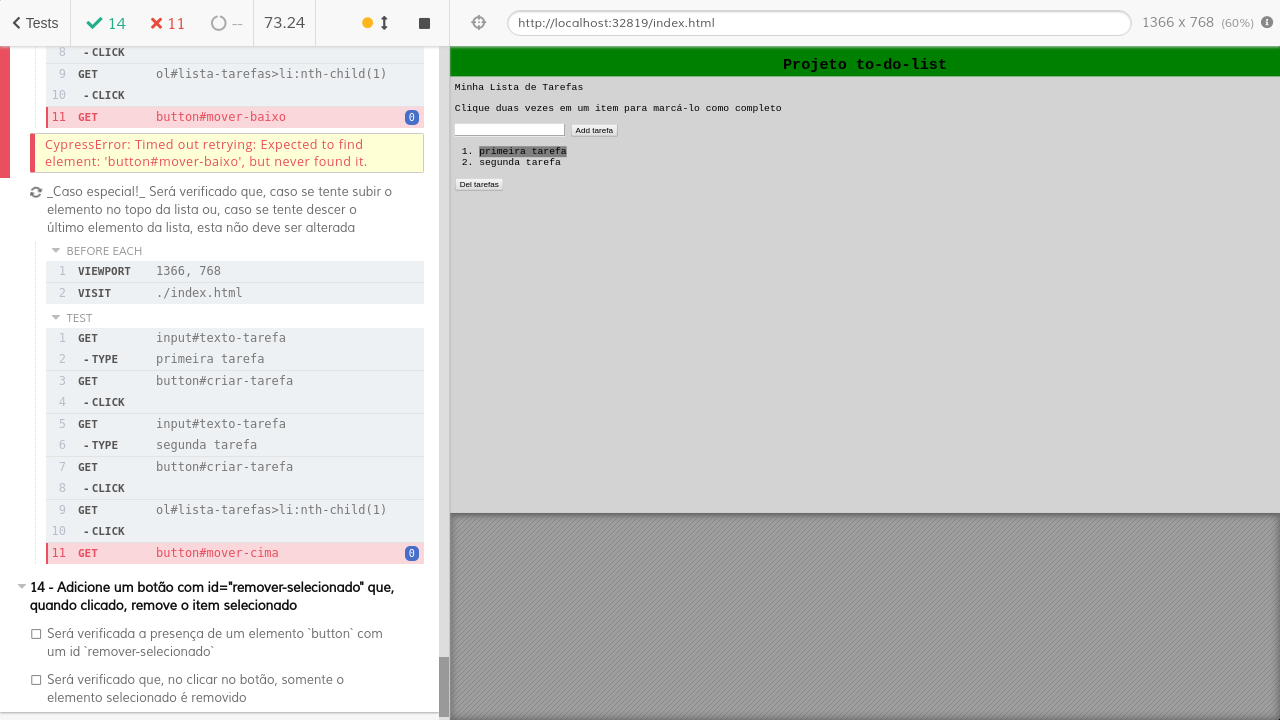 Tests
14
11
--
73.24
http://localhost:32819/index.html
1366 x 768 (60%)
8 - CLICK
9 GET ol#lista-tarefas>li:nth-child(1)
10 - CLICK
11 GET button#mover-baixo 0
CypressError: Timed out retrying: Expected to find
element: 'button#mover-baixo', but never found it.
_Caso especial!_ Será verificado que, caso se tente subir o
elemento no topo da lista ou, caso se tente descer o
último elemento da lista, esta não deve ser alterada
BEFORE EACH
1 VIEWPORT 1366, 768
2 VISIT ./index.html
TEST
1 GET input#texto-tarefa
2 - TYPE primeira tarefa
3 GET button#criar-tarefa
4 - CLICK
5 GET input#texto-tarefa
6 - TYPE segunda tarefa
7 GET button#criar-tarefa
8 - CLICK
9 GET ol#lista-tarefas>li:nth-child(1)
10 - CLICK
11 GET button#mover-cima 0
14 - Adicione um botão com id="remover-selecionado" que,
quando clicado, remove o item selecionado
Será verificada a presença de um elemento `button` com
um id `remover-selecionado`
Será verificado que, no clicar no botão, somente o
elemento selecionado é removido
Projeto to-do-list
Minha Lista de Tarefas
Clique duas vezes em um item para marcá-lo como completo
Add tarefa
1. primeira tarefa
2. segunda tarefa
Del tarefas